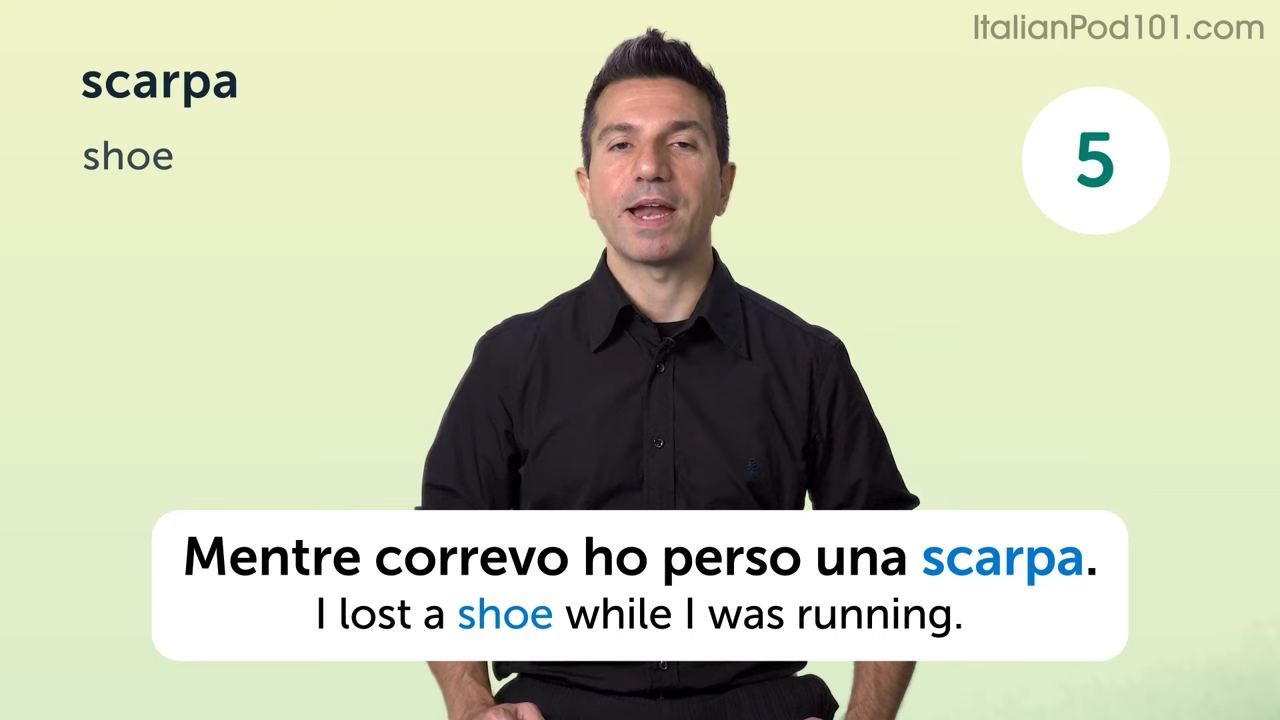 ItalianPod101.com
scarpa
shoe
5
Mentre correvo ho perso una scarpa.
I lost a shoe while I was running.